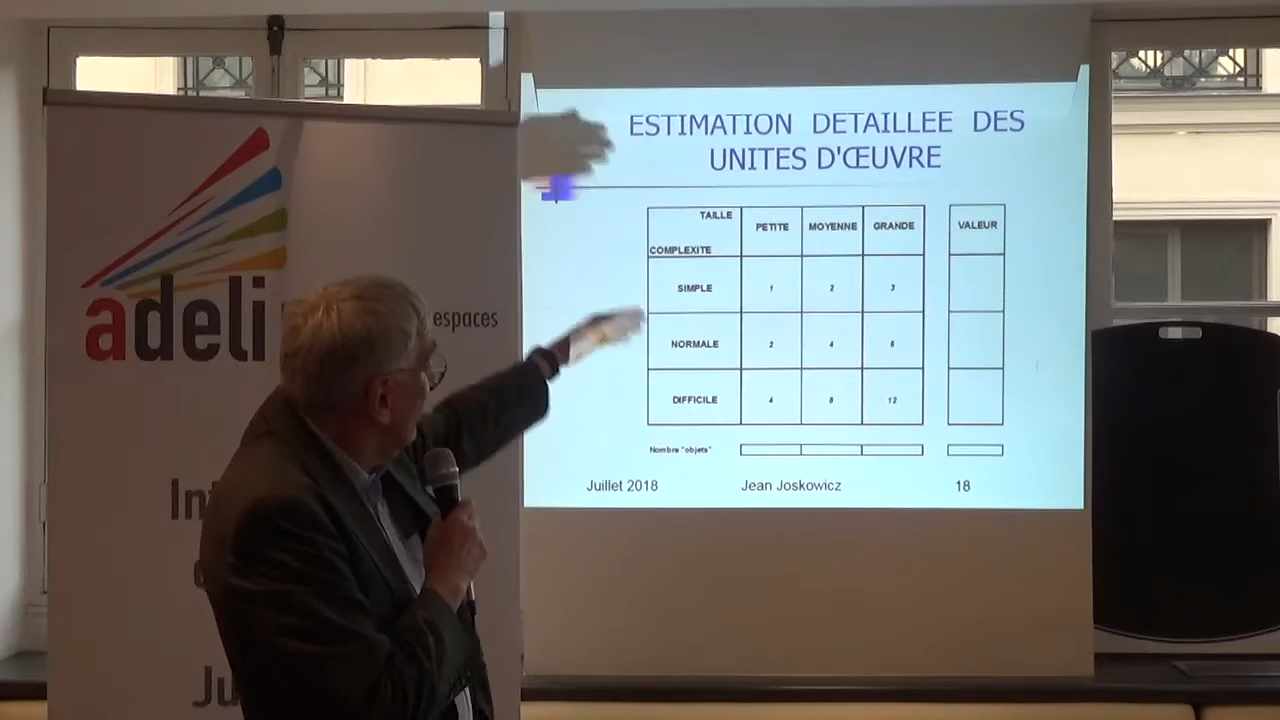 adeli
espaces
Int
Ju
ESTIMATION DETAILLEE DES
UNITES D'ŒUVRE
TAILLE
COMPLEXITE
PETITE MOYENNE GRANDE VALEUR
SIMPLE 1 2 3
NORMALE 2 4 6
DIFFICILE 4 8 12
Nombre "objets"
Juillet 2018 Jean Joskowicz 18